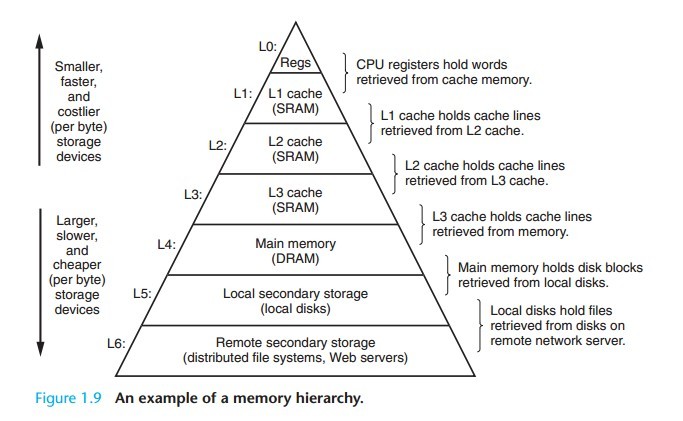 L0:
Regs
CPU registers hold words
retrieved from cache memory.
Smaller,
faster,
and
costlier
(per byte)
storage
devices
L1:
L1 cache
(SRAM)
L1 cache holds cache lines
retrieved from L2 cache.
L2:
L2 cache
(SRAM)
L2 cache holds cache lines
retrieved from L3 cache.
L3:
L3 cache
(SRAM)
L3 cache holds cache lines
retrieved from memory.
Larger,
slower,
and
cheaper
(per byte)
storage
devices
L4:
Main memory
(DRAM)
Main memory holds disk blocks
retrieved from local disks.
L5:
Local secondary storage
(local disks)
Local disks hold files
retrieved from disks on
remote network server.
L6:
Remote secondary storage
(distributed file systems, Web servers)
Figure 1.9 An example of a memory hierarchy.